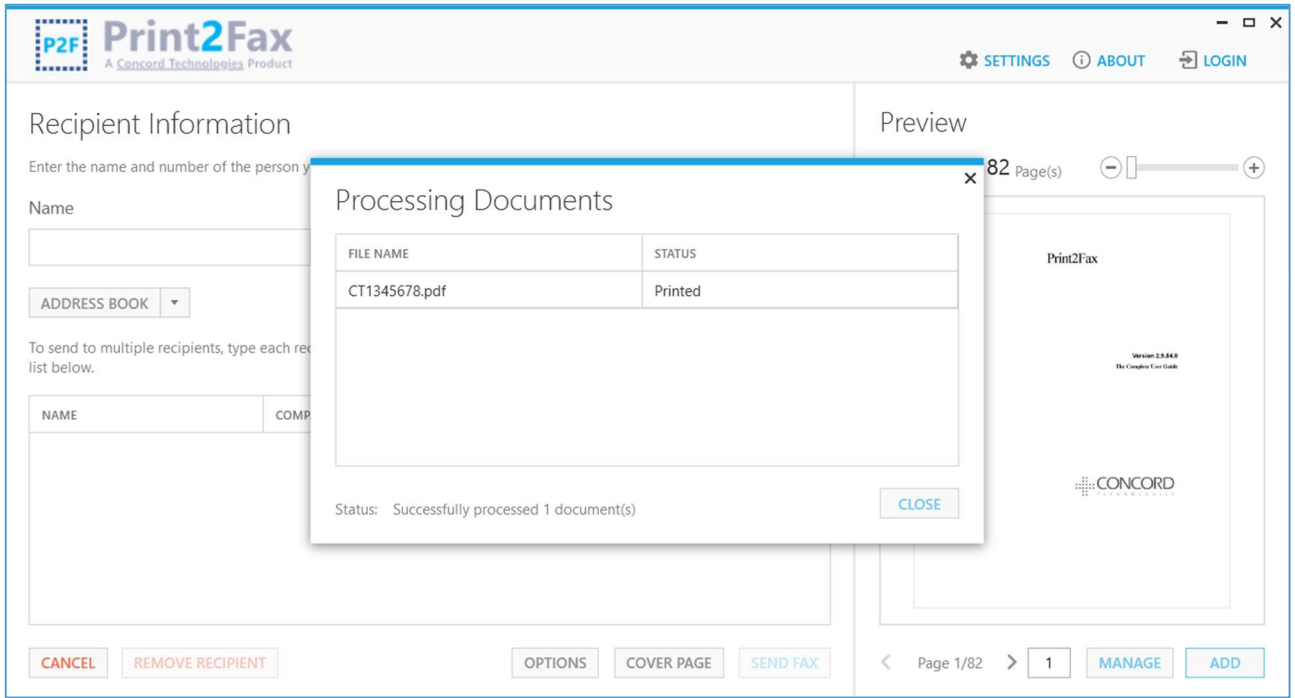 P2F
Print2Fax
A Concord Technologies Product
SETTINGS
ABOUT
LOGIN
Recipient Information
Enter the name and number of the person y
Name
ADDRESS BOOK
To send to multiple recipients, type each rec
list below.
NAME
COMP
CANCEL
REMOVE RECIPIENT
OPTIONS
COVER PAGE
SEND FAX
Processing Documents
FILE NAME
STATUS
CT1345678.pdf
Printed
Status: Successfully processed 1 document(s)
CLOSE
Preview
82 Page(s)
Print2Fax
Version 2.9.54.0
The Complete User Guide
CONCORD
TECHNOLOGIES
Page 1/82
1
MANAGE
ADD